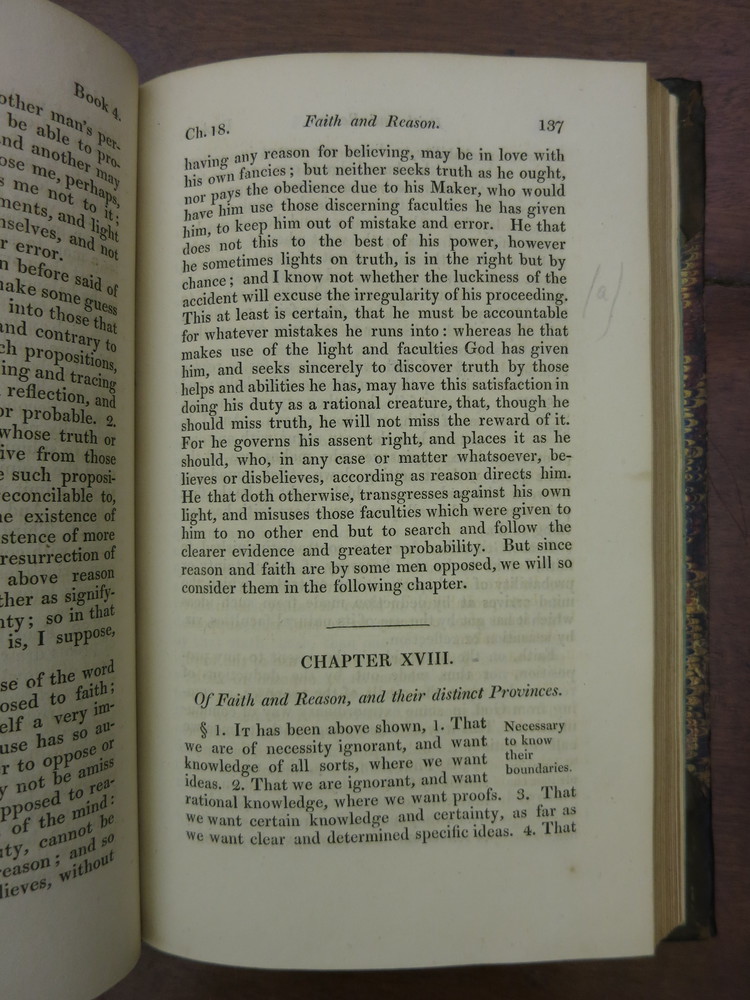 Book 4.
other man's per-
be able to pro-
nd another may
ose me, perhaps,
s me not to it;
ments, and light
nselves, and not
r error.
n before said of
nake some guess
into those that
and contrary to
ch propositions,
ing and tracing
reflection, and
or probable. 2.
whose truth or
ive from those
e such proposi-
econcilable to,
he existence of
stence of more
resurrection of
above reason
ther as signify-
nty; so in that
is, I suppose,
se of the word
osed to faith;
elf a very im-
use has so au-
r to oppose or
y not be amiss
pposed to rea-
of the mind:
ity, cannot be
eason; and so
lieves, without
Ch. 18. Faith and Reason. 137
having any reason for believing, may be in love with
his own fancies; but neither seeks truth as he ought,
nor pays the obedience due to his Maker, who would
have him use those discerning faculties he has given
him, to keep him out of mistake and error. He that
does not this to the best of his power, however
he sometimes lights on truth, is in the right but by
chance; and I know not whether the luckiness of the
accident will excuse the irregularity of his proceeding.
This at least is certain, that he must be accountable
for whatever mistakes he runs into: whereas he that
makes use of the light and faculties God has given
him, and seeks sincerely to discover truth by those
helps and abilities he has, may have this satisfaction in
doing his duty as a rational creature, that, though he
should miss truth, he will not miss the reward of it.
For he governs his assent right, and places it as he
should, who, in any case or matter whatsoever, be-
lieves or disbelieves, according as reason directs him.
He that doth otherwise, transgresses against his own
light, and misuses those faculties which were given to
him to no other end but to search and follow the
clearer evidence and greater probability. But since
reason and faith are by some men opposed, we will so
consider them in the following chapter.
(a)
CHAPTER XVIII.
Of Faith and Reason, and their distinct Provinces.
§ 1. It has been above shown, 1. That
we are of necessity ignorant, and want
knowledge of all sorts, where we want
ideas. 2. That we are ignorant, and want
rational knowledge, where we want proofs. 3. That
we want certain knowledge and certainty, as far as
we want clear and determined specific ideas. 4. That
Necessary
to know
their
boundaries.